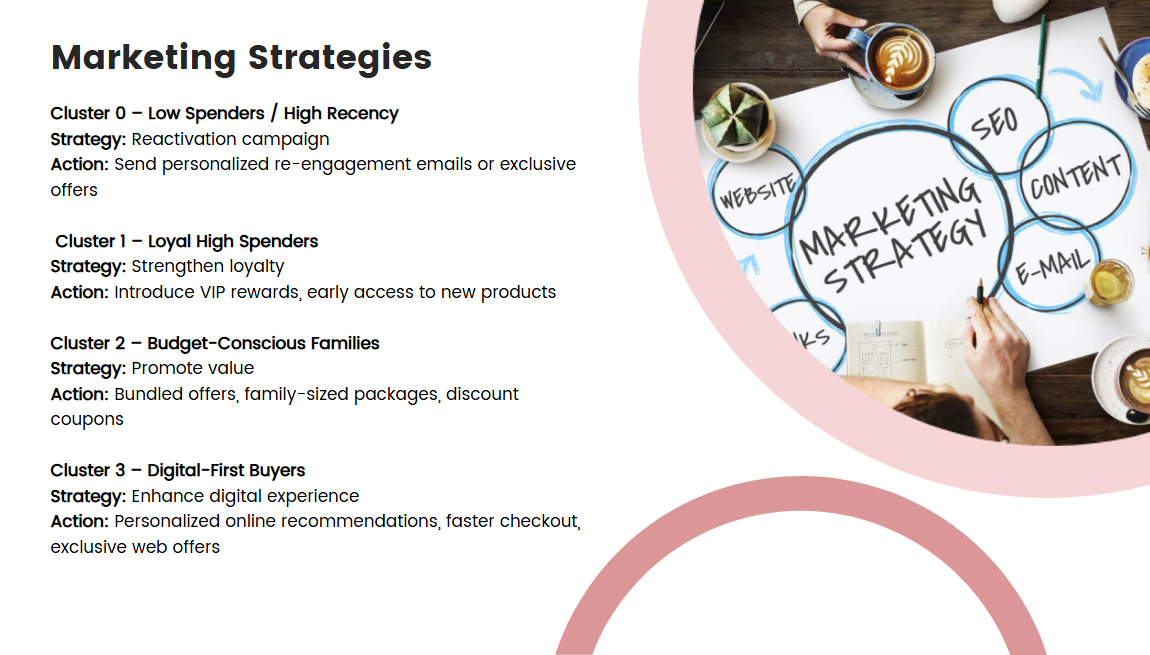 Marketing Strategies
Cluster 0 – Low Spenders / High Recency
Strategy: Reactivation campaign
Action: Send personalized re-engagement emails or exclusive
offers
Cluster 1 – Loyal High Spenders
Strategy: Strengthen loyalty
Action: Introduce VIP rewards, early access to new products
Cluster 2 – Budget-Conscious Families
Strategy: Promote value
Action: Bundled offers, family-sized packages, discount
coupons
Cluster 3 – Digital-First Buyers
Strategy: Enhance digital experience
Action: Personalized online recommendations, faster checkout,
exclusive web offers
SEO
WEBSITE
CONTENT
MARKETING
STRATEGY
E-MAIL